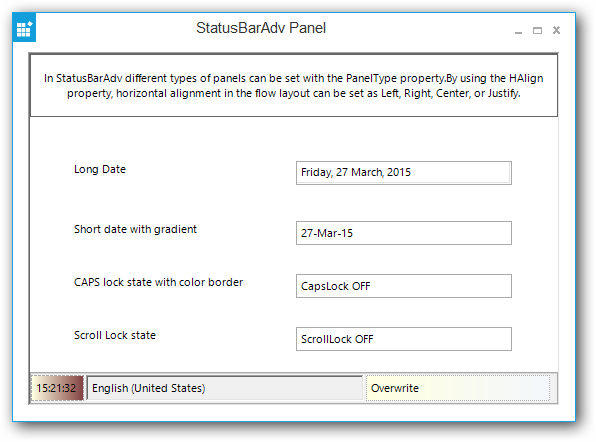 StatusBarAdv Panel
In StatusBarAdv different types of panels can be set with the PanelType property.By using the HAlign
property, horizontal alignment in the flow layout can be set as Left, Right, Center, or Justify.
Long Date
Friday, 27 March, 2015
Short date with gradient
27-Mar-15
CAPS lock state with color border
CapsLock OFF
Scroll Lock state
ScrollLock OFF
15:21:32 English (United States) Overwrite